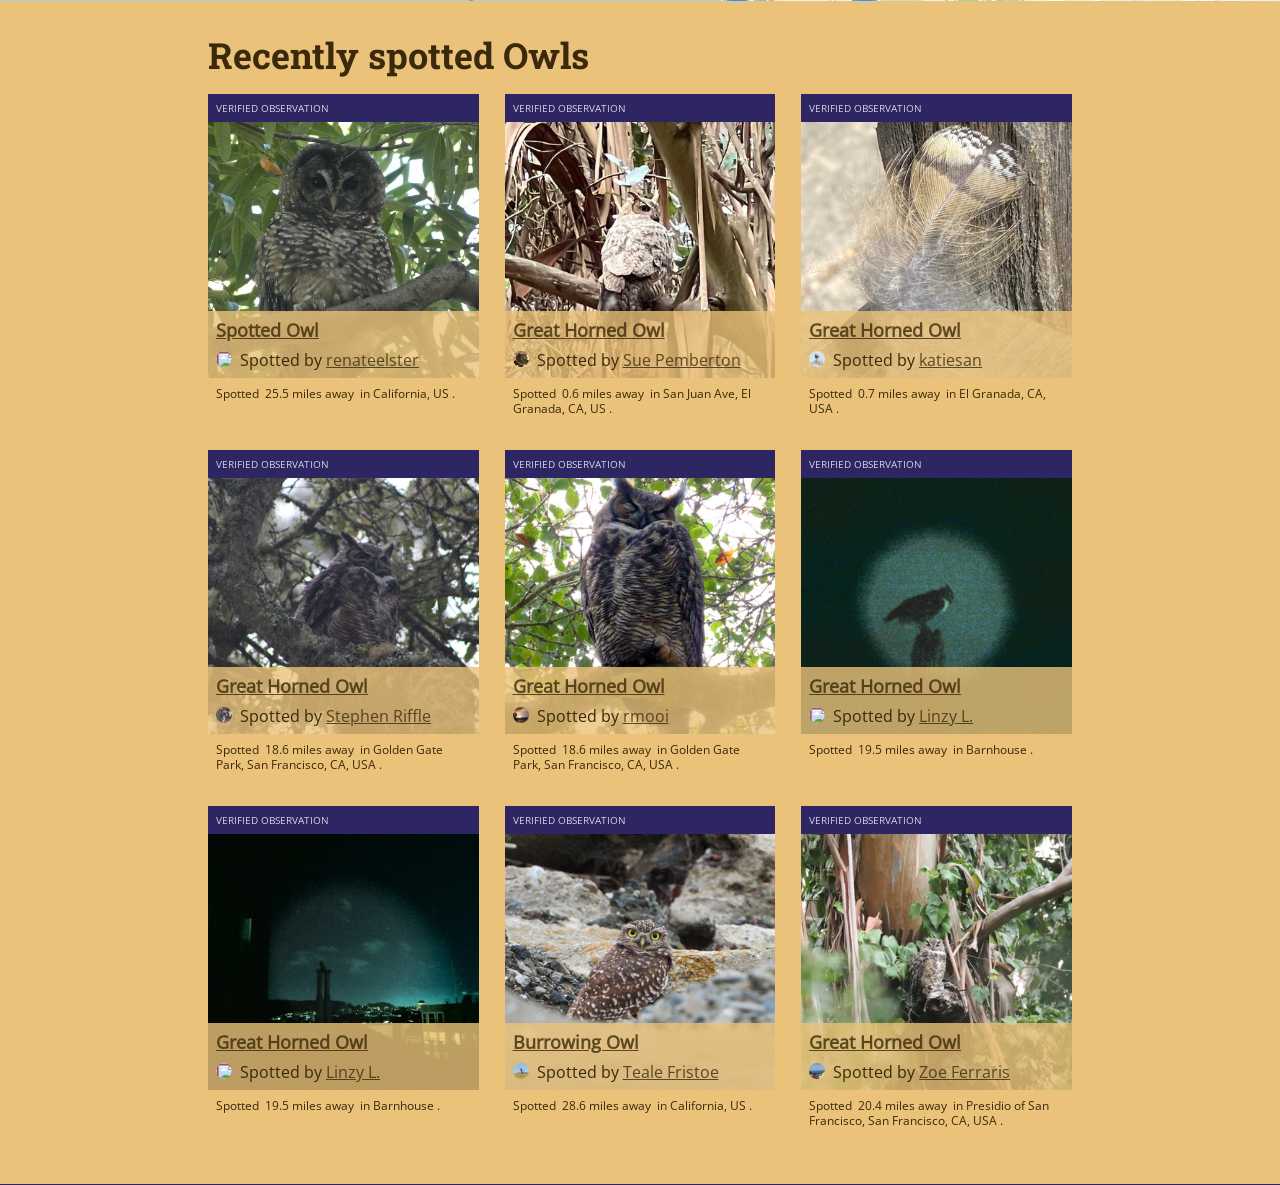 Recently spotted Owls
VERIFIED OBSERVATION
Spotted Owl
Spotted by renateelster
Spotted 25.5 miles away in California, US .
VERIFIED OBSERVATION
Great Horned Owl
Spotted by Sue Pemberton
Spotted 0.6 miles away in San Juan Ave, El
Granada, CA, US .
VERIFIED OBSERVATION
Great Horned Owl
Spotted by katiesan
Spotted 0.7 miles away in El Granada, CA,
USA .
VERIFIED OBSERVATION
Great Horned Owl
Spotted by Stephen Riffle
Spotted 18.6 miles away in Golden Gate
Park, San Francisco, CA, USA .
VERIFIED OBSERVATION
Great Horned Owl
Spotted by rmooi
Spotted 18.6 miles away in Golden Gate
Park, San Francisco, CA, USA .
VERIFIED OBSERVATION
Great Horned Owl
Spotted by Linzy L.
Spotted 19.5 miles away in Barnhouse .
VERIFIED OBSERVATION
Great Horned Owl
Spotted by Linzy L.
Spotted 19.5 miles away in Barnhouse .
VERIFIED OBSERVATION
Burrowing Owl
Spotted by Teale Fristoe
Spotted 28.6 miles away in California, US .
VERIFIED OBSERVATION
Great Horned Owl
Spotted by Zoe Ferraris
Spotted 20.4 miles away in Presidio of San
Francisco, San Francisco, CA, USA .